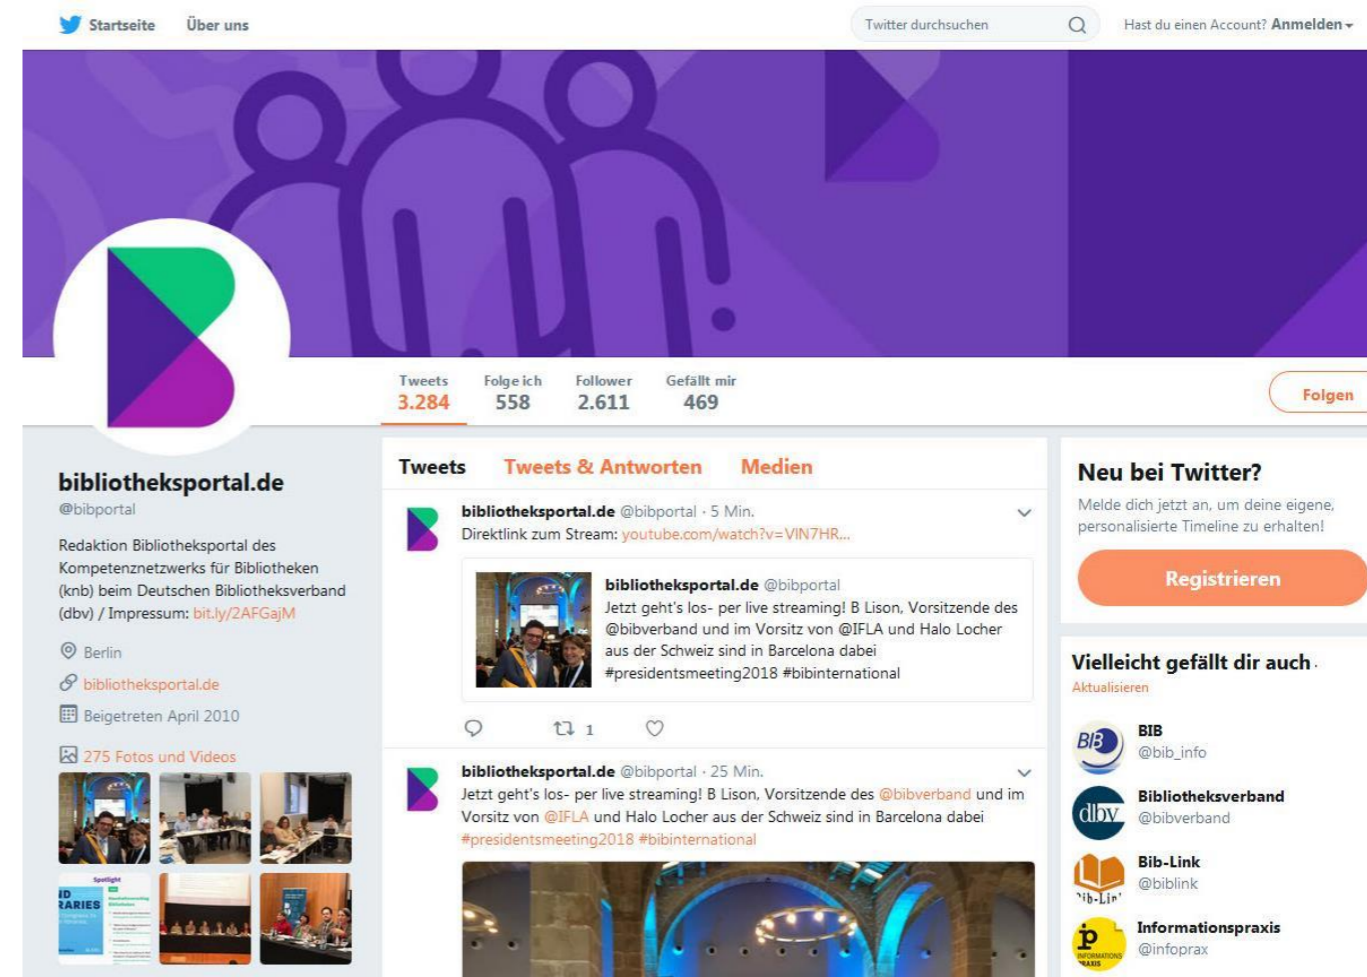 Startseite Über uns
Twitter durchsuchen
Hast du einen Account? Anmelden
Tweets Folge ich Follower Gefällt mir
3.284 558 2.611 469
Folgen
bibliotheksportal.de
@bibportal
Redaktion Bibliotheksportal des
Kompetenznetzwerks für Bibliotheken
(knb) beim Deutschen Bibliotheksverband
(dbv) / Impressum: bit.ly/2AFGajM
Berlin
bibliotheksportal.de
Beigetreten April 2010
275 Fotos und Videos
Spotlight
RARIES
Tweets Tweets & Antworten Medien
bibliotheksportal.de @bibportal · 5 Min.
Direktlink zum Stream: youtube.com/watch?v=VIN7HR...
bibliotheksportal.de @bibportal
Jetzt geht's los- per live streaming! B Lison, Vorsitzende des
@bibverband und im Vorsitz von @IFLA und Halo Locher
aus der Schweiz sind in Barcelona dabei
#presidentsmeeting2018 #bibinternational
1
bibliotheksportal.de @bibportal · 25 Min.
Jetzt geht's los- per live streaming! B Lison, Vorsitzende des @bibverband und im
Vorsitz von @IFLA und Halo Locher aus der Schweiz sind in Barcelona dabei
#presidentsmeeting2018 #bibinternational
Neu bei Twitter?
Melde dich jetzt an, um deine eigene,
personalisierte Timeline zu erhalten!
Registrieren
Vielleicht gefällt dir auch ·
Aktualisieren
BIB
BIB
@bib_info
dbv
Bibliotheksverband
@bibverband
Bib-Link
@biblink
ip
INFORMATIONS
PRAXIS
Informationspraxis
@infoprax